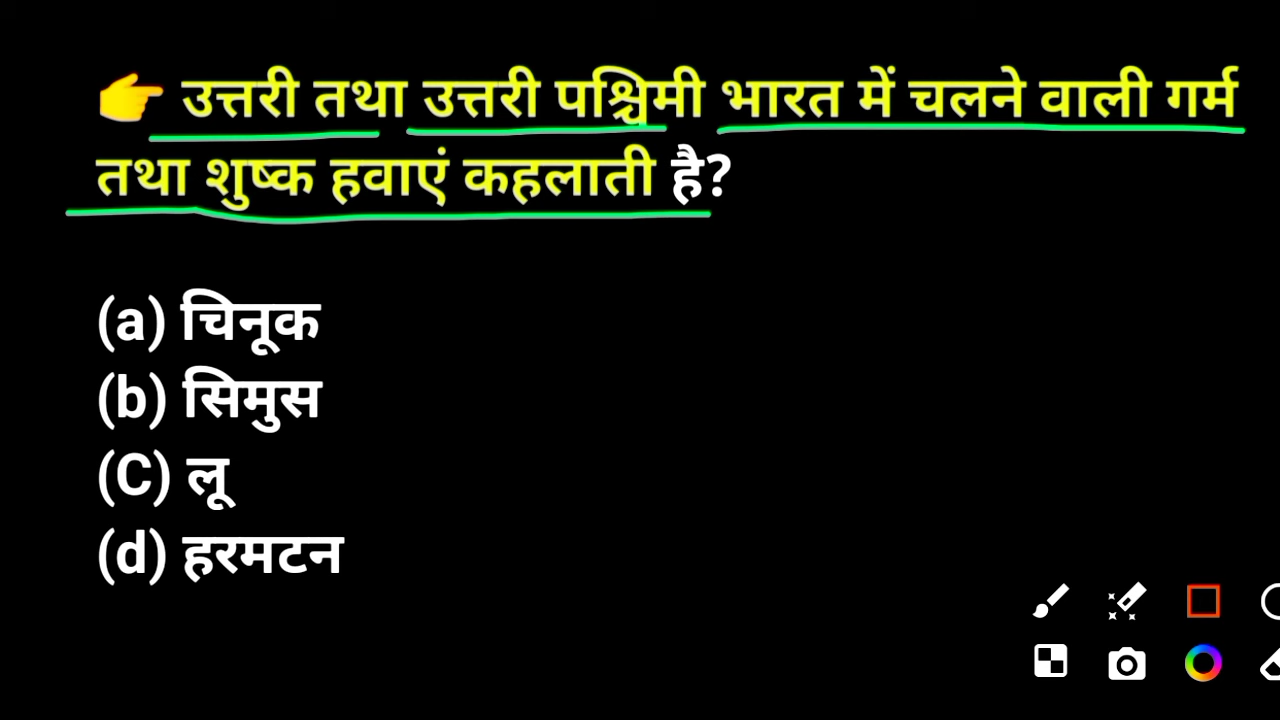 👉 उत्तरी तथा उत्तरी पश्चिमी भारत में चलने वाली गर्म
तथा शुष्क हवाएं कहलाती है?
(a) चिनूक
(b) सिमुस
(C) लू
(d) हरमटन